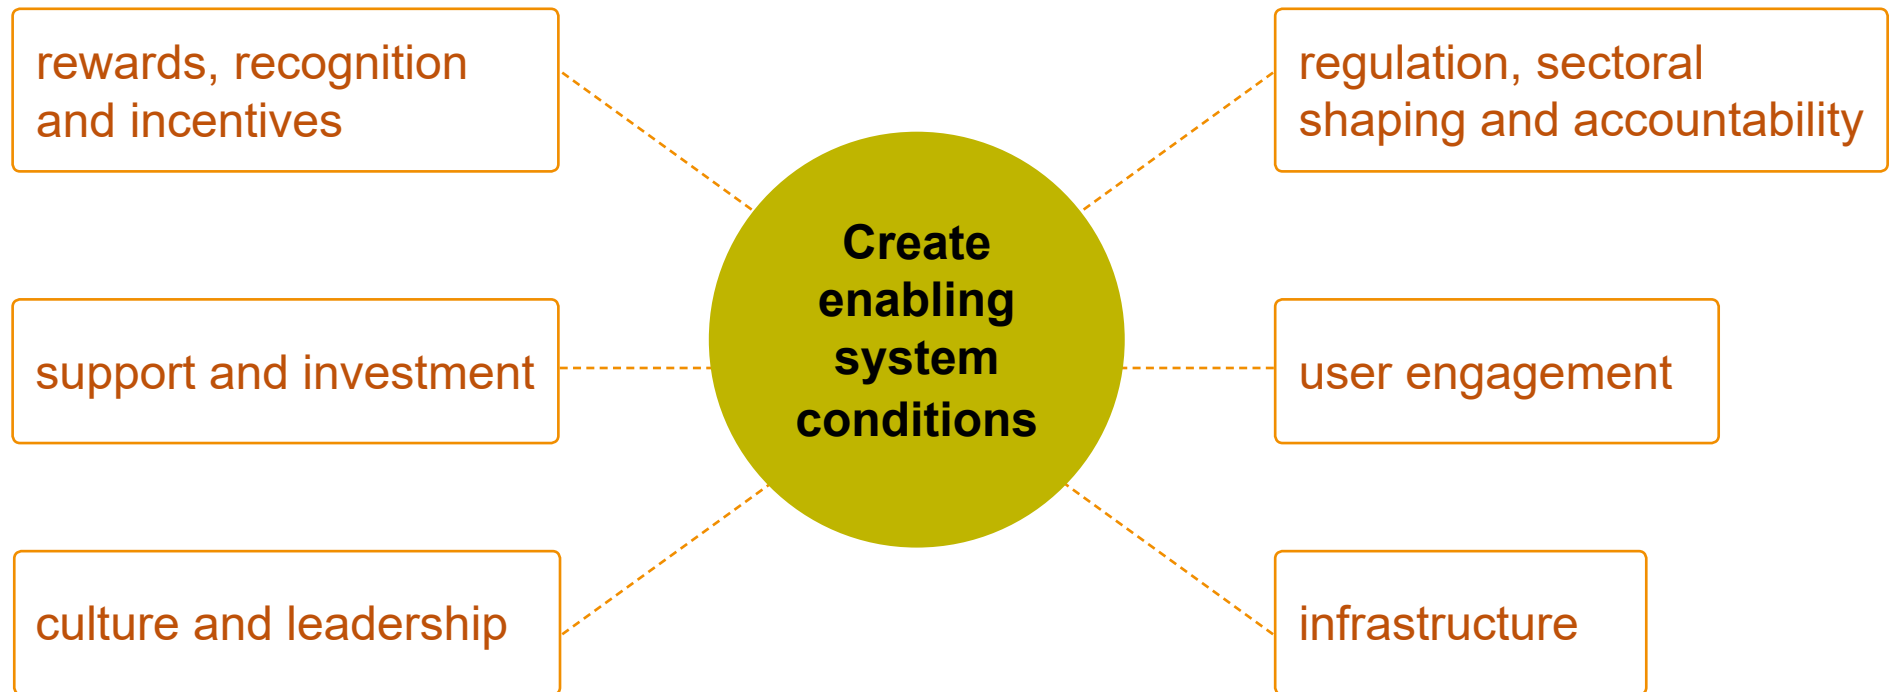 rewards, recognition
and incentives
regulation, sectoral
shaping and accountability
Create
enabling
system
conditions
support and investment
user engagement
culture and leadership
infrastructure